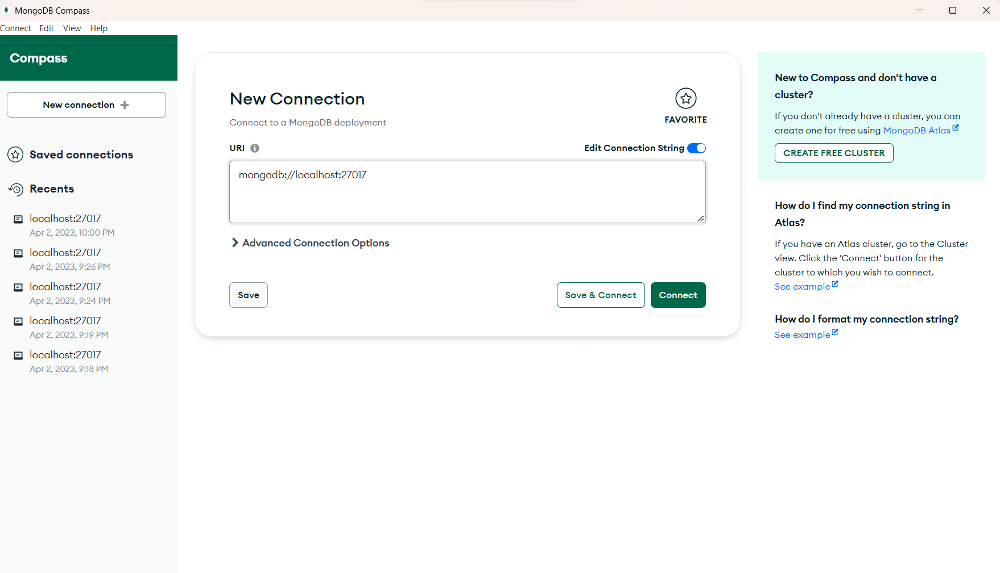 MongoDB Compass
Connect Edit View Help
Compass
New connection
Saved connections
Recents
localhost:27017
Apr 2, 2023, 10:00 PM
localhost:27017
Apr 2, 2023, 9:26 PM
localhost:27017
Apr 2, 2023, 9:24 PM
localhost:27017
Apr 2, 2023, 9:19 PM
localhost:27017
Apr 2, 2023, 9:18 PM
New Connection
FAVORITE
Connect to a MongoDB deployment
URI
Edit Connection String
mongodb://localhost:27017
Advanced Connection Options
Save
Save & Connect
Connect
New to Compass and don't have a
cluster?
If you don't already have a cluster, you can
create one for free using MongoDB Atlas
CREATE FREE CLUSTER
How do I find my connection string in
Atlas?
If you have an Atlas cluster, go to the Cluster
view. Click the 'Connect' button for the
cluster to which you wish to connect.
See example
How do I format my connection string?
See example